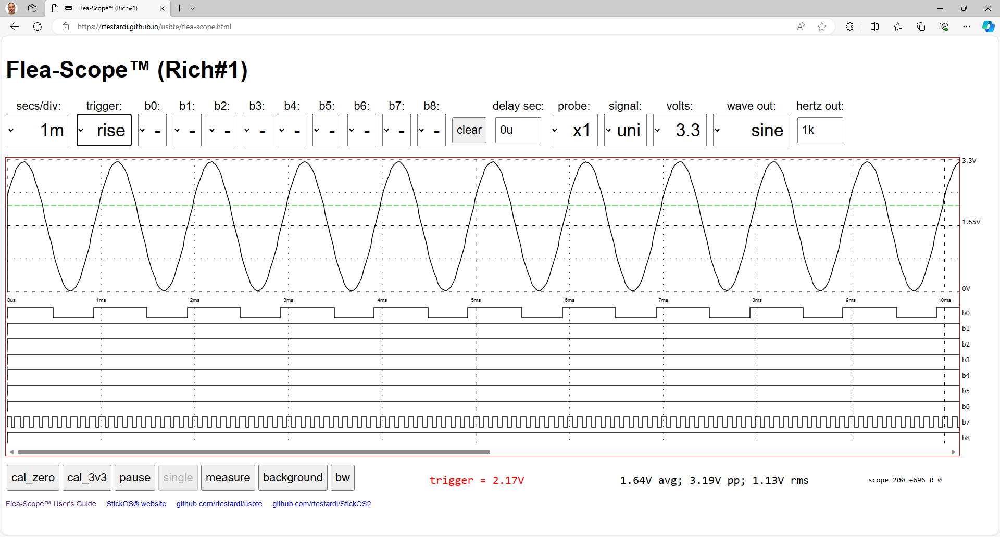 Flea-Scope™ (Rich#1)
https://rtestardi.github.io/usbte/flea-scope.html
Flea-Scope™ (Rich#1)
secs/div: trigger: b0: b1: b2: b3: b4: b5: b6: b7: b8: delay sec: probe: signal: volts: wave out: hertz out:
1m rise - - - - - - - - - clear 0u x1 uni 3.3 sine 1k
3.3V
1.65V
0V
0us 1ms 2ms 3ms 4ms 5ms 6ms 7ms 8ms 9ms 10ms
b0
b1
b2
b3
b4
b5
b6
b7
b8
cal_zero cal_3v3 pause single measure background bw trigger = 2.17V 1.64V avg; 3.19V pp; 1.13V rms scope 200 +696 0 0
Flea-Scope™ User's Guide StickOS® website github.com/rtestardi/usbte github.com/rtestardi/StickOS2